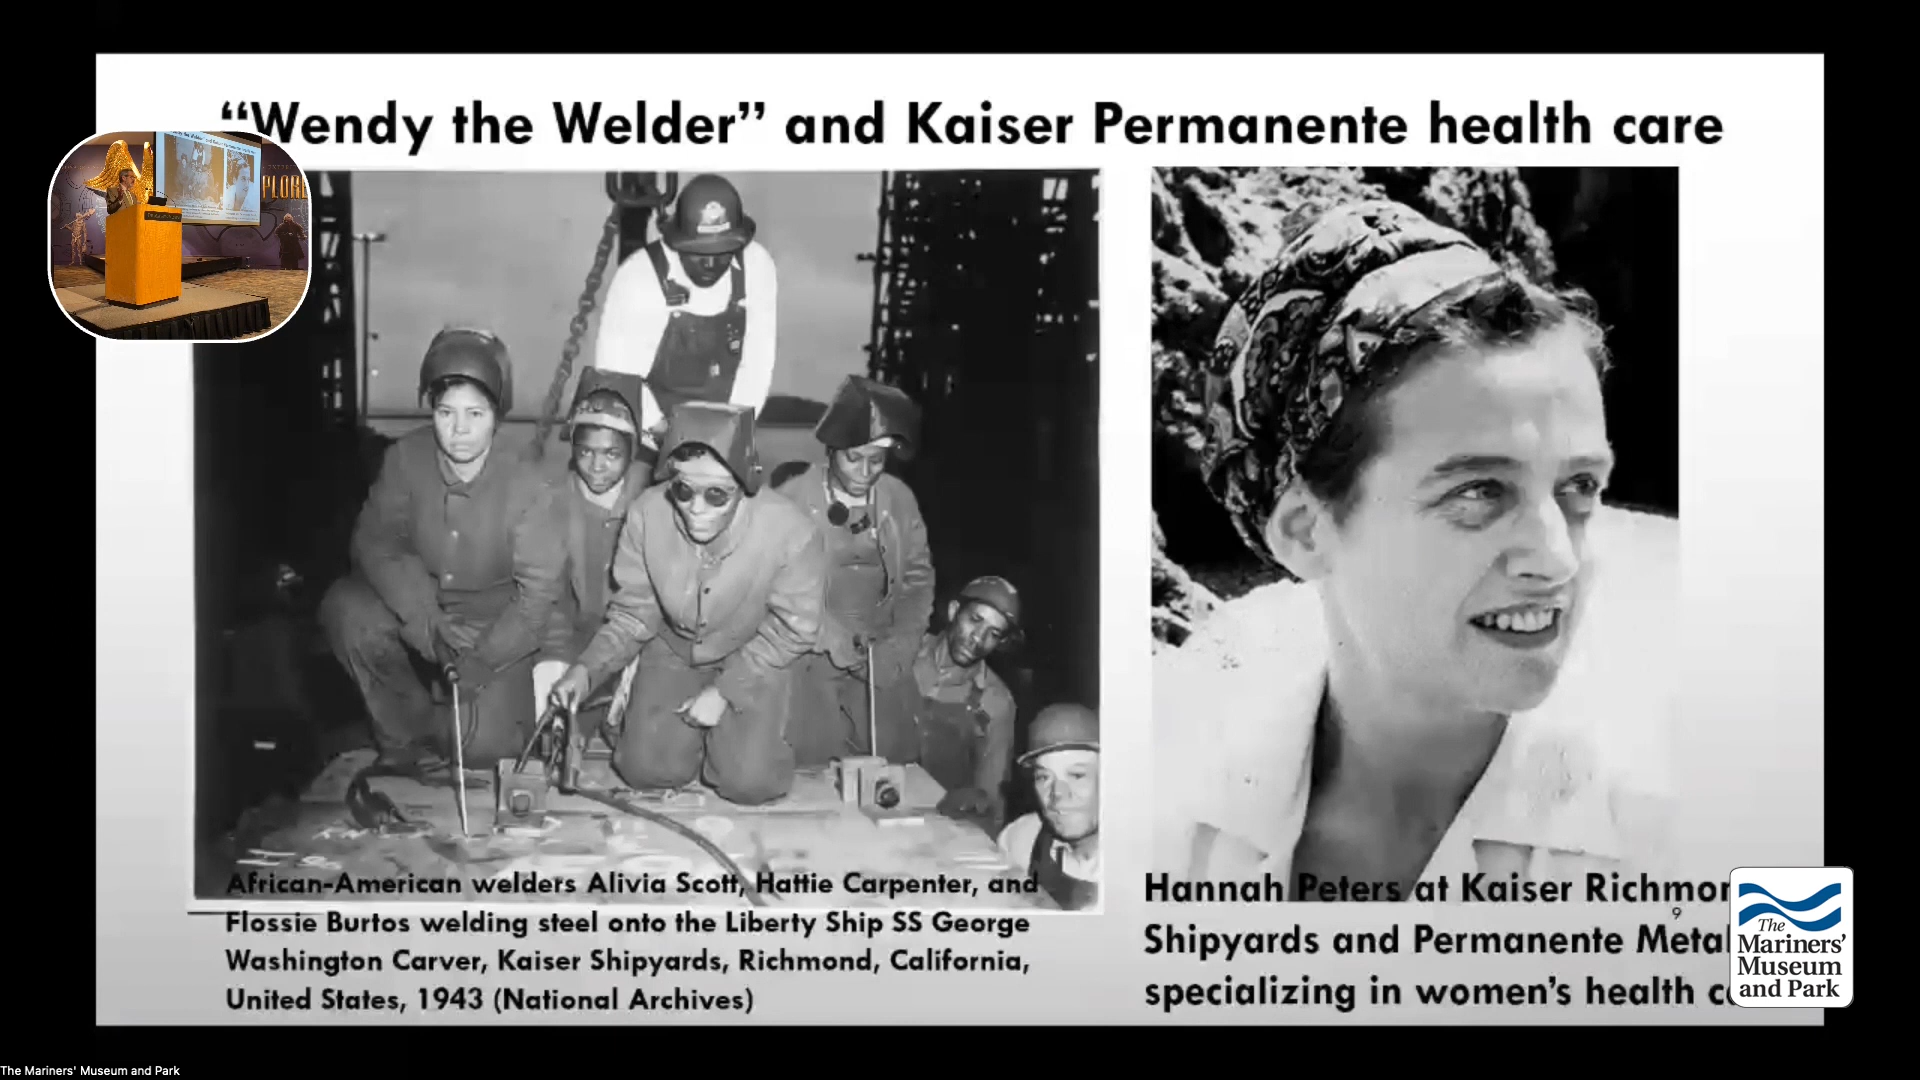 “Wendy the Welder” and Kaiser Permanente health care
PLORE
African-American welders Alivia Scott, Hattie Carpenter, and
Flossie Burtos welding steel onto the Liberty Ship SS George
Washington Carver, Kaiser Shipyards, Richmond, California,
United States, 1943 (National Archives)
Hannah Peters at Kaiser Richmon
Shipyards and Permanente Metal
specializing in women’s health c
9
The
Mariners’
Museum
and Park
The Mariners' Museum and Park